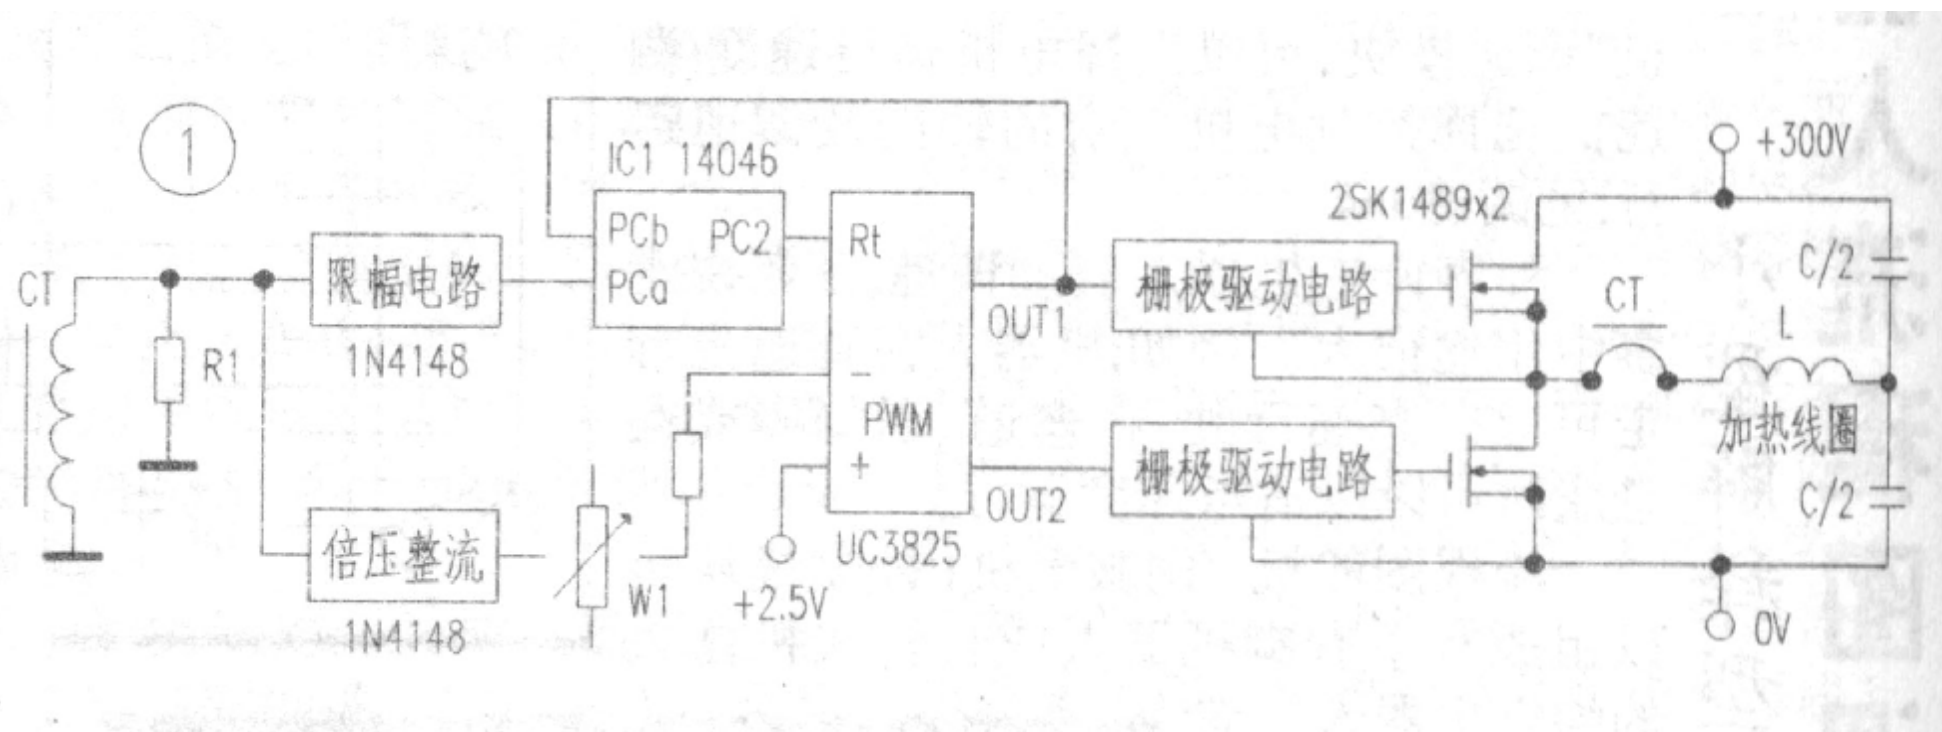 1
+300V
IC1 14046
2SK1489x2
PCb
PC2
Rt
C/2
限幅电路
PCa
栅极驱动电路
CT
CT
OUT1
L
R1
1N4148
−
PWM
加热线圈
+
栅极驱动电路
OUT2
C/2
倍压整流
UC3825
W1
+2.5V
0V
1N4148